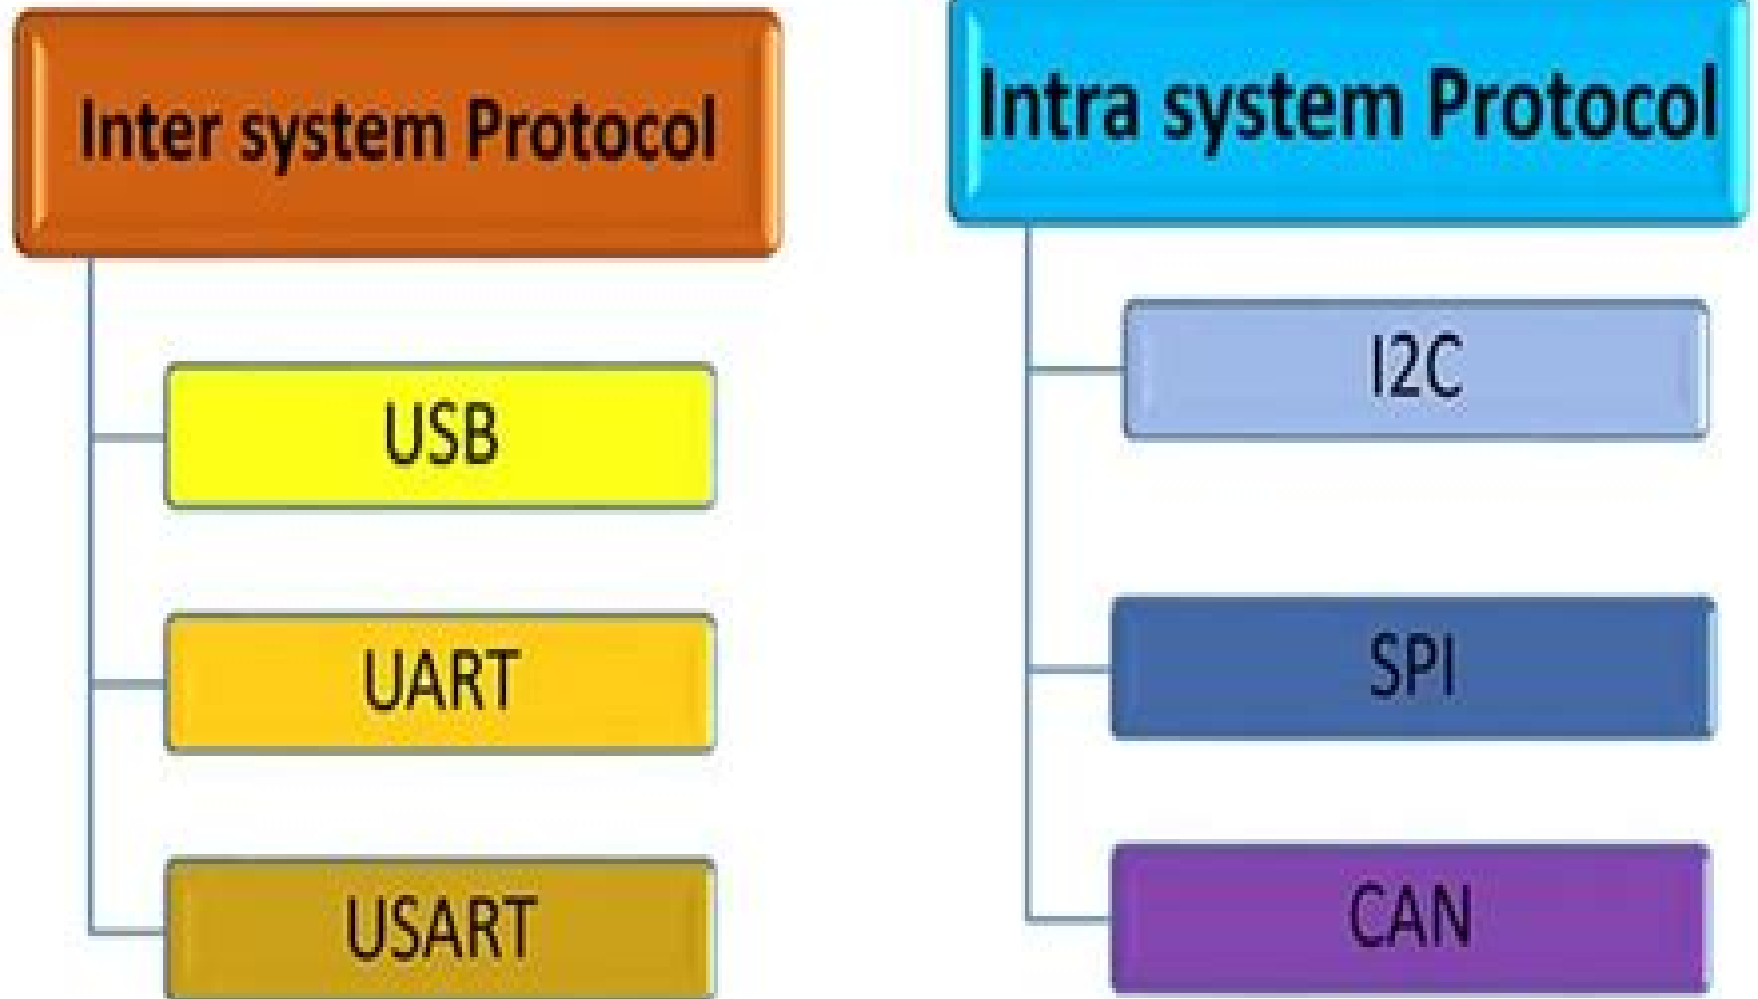 Inter system Protocol
USB
UART
USART
Intra system Protocol
I2C
SPI
CAN